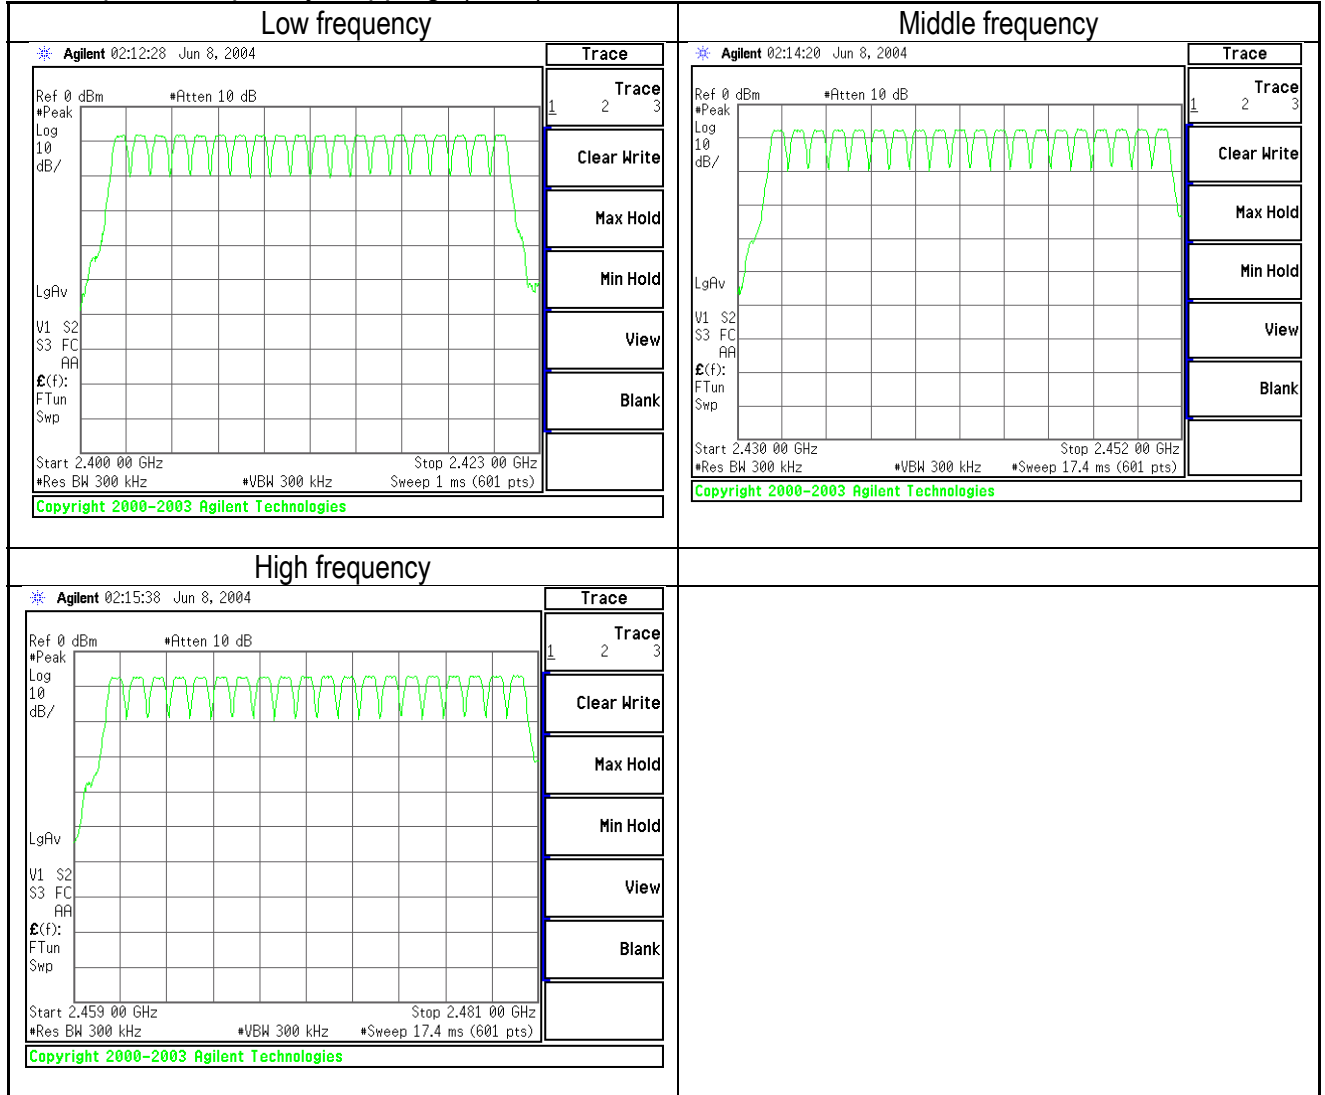 Low frequency
Agilent 02:12:28 Jun 8, 2004
Trace
Ref 0 dBm #Atten 10 dB
#Peak
Log
10
dB/
LgAv
V1 S2
S3 FC
AA
£(f):
FTun
Swp
Start 2.400 00 GHz Stop 2.423 00 GHz
#Res BW 300 kHz #VBW 300 kHz Sweep 1 ms (601 pts)
Copyright 2000-2003 Agilent Technologies
Trace
1 2 3
Clear Write
Max Hold
Min Hold
View
Blank
Middle frequency
Agilent 02:14:20 Jun 8, 2004
Trace
Ref 0 dBm #Atten 10 dB
#Peak
Log
10
dB/
LgAv
V1 S2
S3 FC
AA
£(f):
FTun
Swp
Start 2.430 00 GHz Stop 2.452 00 GHz
#Res BW 300 kHz #VBW 300 kHz #Sweep 17.4 ms (601 pts)
Copyright 2000-2003 Agilent Technologies
Trace
1 2 3
Clear Write
Max Hold
Min Hold
View
Blank
High frequency
Agilent 02:15:38 Jun 8, 2004
Trace
Ref 0 dBm #Atten 10 dB
#Peak
Log
10
dB/
LgAv
V1 S2
S3 FC
AA
£(f):
FTun
Swp
Start 2.459 00 GHz Stop 2.481 00 GHz
#Res BW 300 kHz #VBW 300 kHz #Sweep 17.4 ms (601 pts)
Copyright 2000-2003 Agilent Technologies
Trace
1 2 3
Clear Write
Max Hold
Min Hold
View
Blank